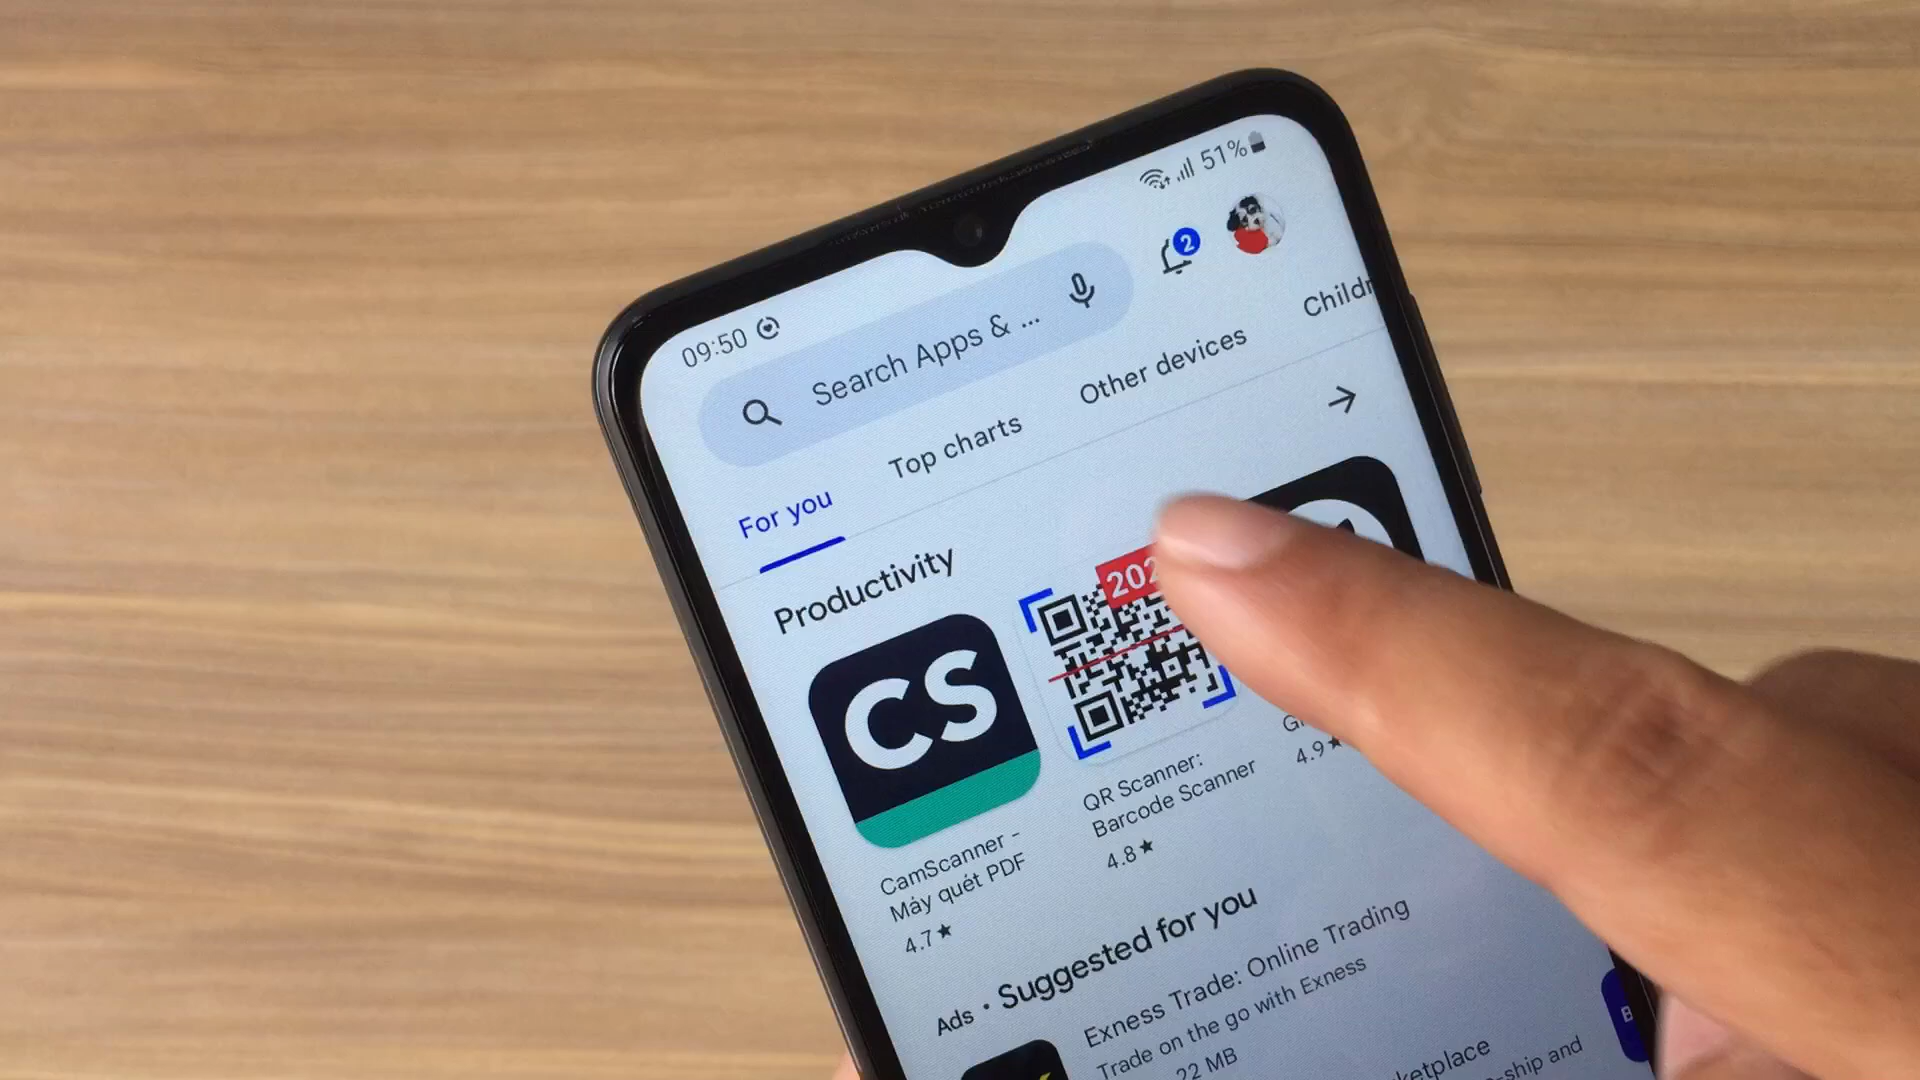 09:50
51%
Search Apps & ...
2
For you
Top charts
Other devices
Childr
Productivity
CS
202
CamScanner -
Máy quét PDF
4.7★
QR Scanner:
Barcode Scanner
4.8★
4.9★
Ads • Suggested for you
Exness Trade: Online Trading
Trade on the go with Exness
22 MB
ketplace
-ship and